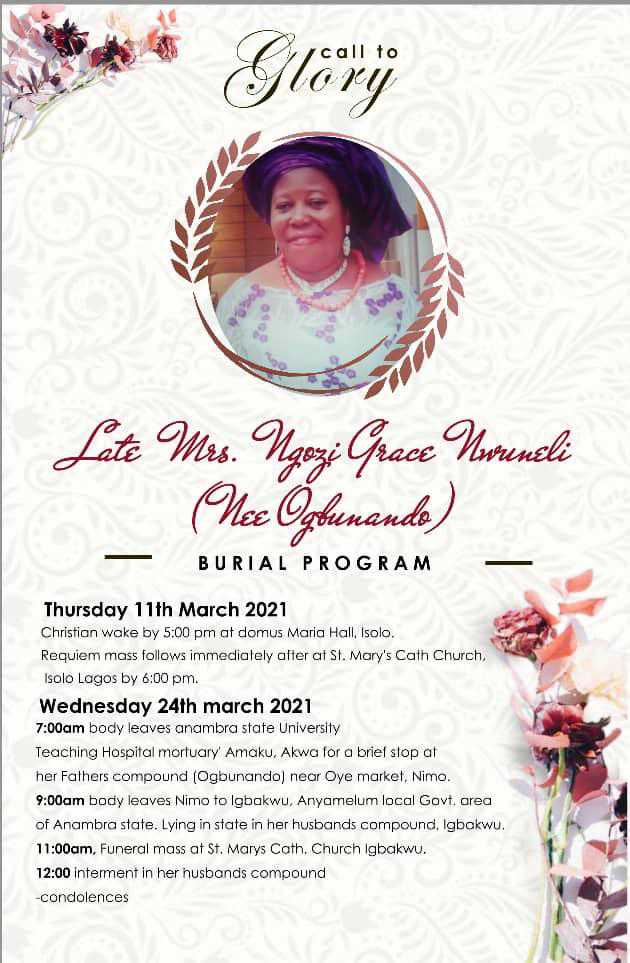 call to
Glory
Late Mrs. Ngozi Grace Nwuneli
(Nee Ogbunando)
BURIAL PROGRAM
Thursday 11th March 2021
Christian wake by 5:00 pm at domus Maria Hall, Isolo.
Requiem mass follows immediately after at St. Mary's Cath Church,
Isolo Lagos by 6:00 pm.
Wednesday 24th march 2021
7:00am body leaves anambra state University
Teaching Hospital mortuary' Amaku, Akwa for a brief stop at
her Fathers compound (Ogbunando) near Oye market, Nimo.
9:00am body leaves Nimo to Igbakwu, Anyamelum local Govt. area
of Anambra state. Lying in state in her husbands compound, Igbakwu.
11:00am, Funeral mass at St. Marys Cath. Church Igbakwu.
12:00 interment in her husbands compound
-condolences